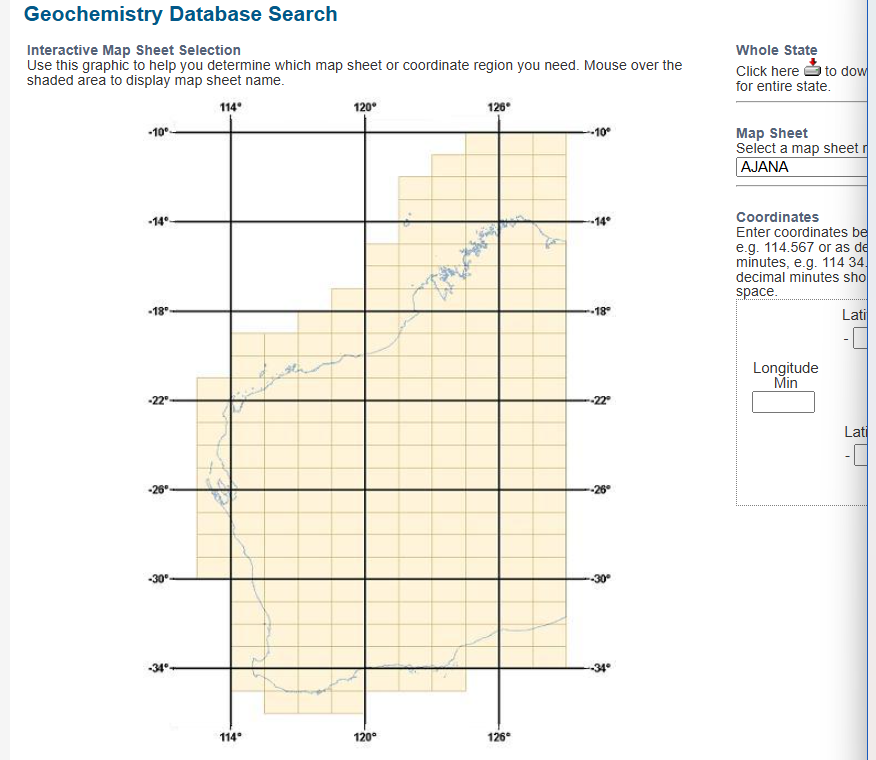 Geochemistry Database Search
Interactive Map Sheet Selection
Use this graphic to help you determine which map sheet or coordinate region you need. Mouse over the
shaded area to display map sheet name.
114° 120° 126°
-10° -10°
-14° -14°
-18° -18°
-22° -22°
-26° -26°
-30° -30°
-34° -34°
114° 120° 126°
Whole State
Click here to dow
for entire state.
Map Sheet
Select a map sheet
AJANA
Coordinates
Enter coordinates be
e.g. 114.567 or as de
minutes, e.g. 114 34.
decimal minutes sho
space.
Lati
-
Longitude
Min
Lati
-